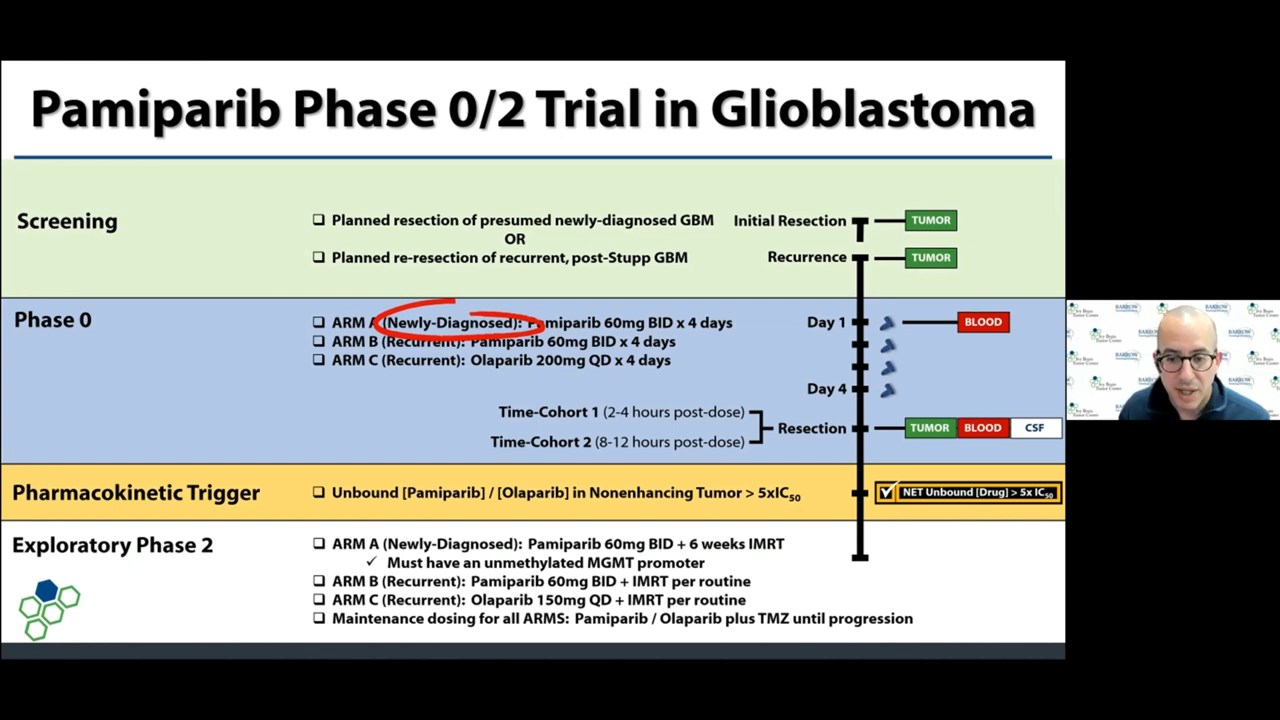 Pamiparib Phase 0/2 Trial in Glioblastoma
Screening
Planned resection of presumed newly-diagnosed GBM
OR
Planned re-resection of recurrent, post-Stupp GBM
Initial Resection
TUMOR
Recurrence
TUMOR
Phase 0
ARM A (Newly-Diagnosed): Pamiparib 60mg BID x 4 days
ARM B (Recurrent): Pamiparib 60mg BID x 4 days
ARM C (Recurrent): Olaparib 200mg QD x 4 days
Day 1
BLOOD
Day 4
Time-Cohort 1 (2-4 hours post-dose)
Time-Cohort 2 (8-12 hours post-dose)
Resection
TUMOR BLOOD CSF
Pharmacokinetic Trigger
Unbound [Pamiparib] / [Olaparib] in Nonenhancing Tumor > 5xIC50
NET Unbound [Drug] > 5x IC50
Exploratory Phase 2
ARM A (Newly-Diagnosed): Pamiparib 60mg BID + 6 weeks IMRT
✓ Must have an unmethylated MGMT promoter
ARM B (Recurrent): Pamiparib 60mg BID + IMRT per routine
ARM C (Recurrent): Olaparib 150mg QD + IMRT per routine
Maintenance dosing for all ARMS: Pamiparib / Olaparib plus TMZ until progression
BARROW